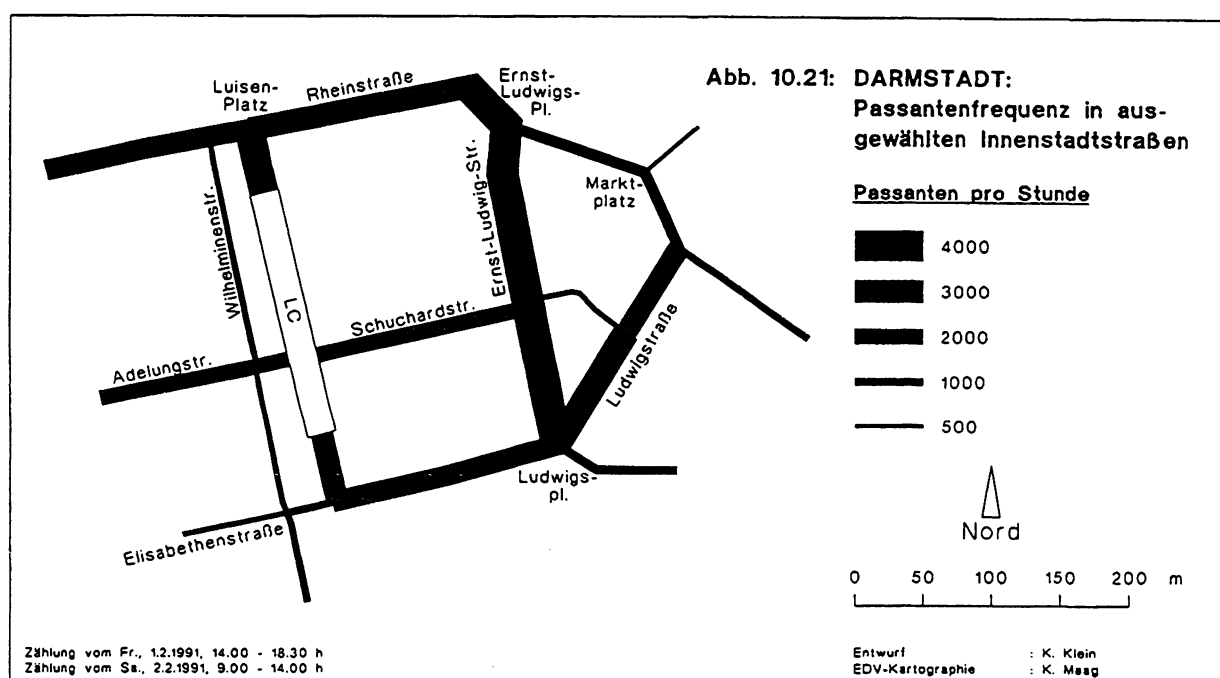 Abb. 10.21: DARMSTADT:
Passantenfrequenz in aus-
gewählten Innenstadtstraßen
Passanten pro Stunde
4000
3000
2000
1000
500
Nord
0 50 100 150 200 m
Luisen-
Platz
Rheinstraße
Ernst-
Ludwigs-
Pl.
Markt-
platz
Wilhelminenstr.
LC
Ernst-Ludwig-Str.
Schuchardstr.
Adelungstr.
Ludwigstraße
Ludwigs-
pl.
Elisabethenstraße
Zählung vom Fr., 1.2.1991, 14.00 - 18.30 h
Zählung vom Sa., 2.2.1991, 9.00 - 14.00 h
Entwurf : K. Klein
EDV-Kartographie : K. Maag